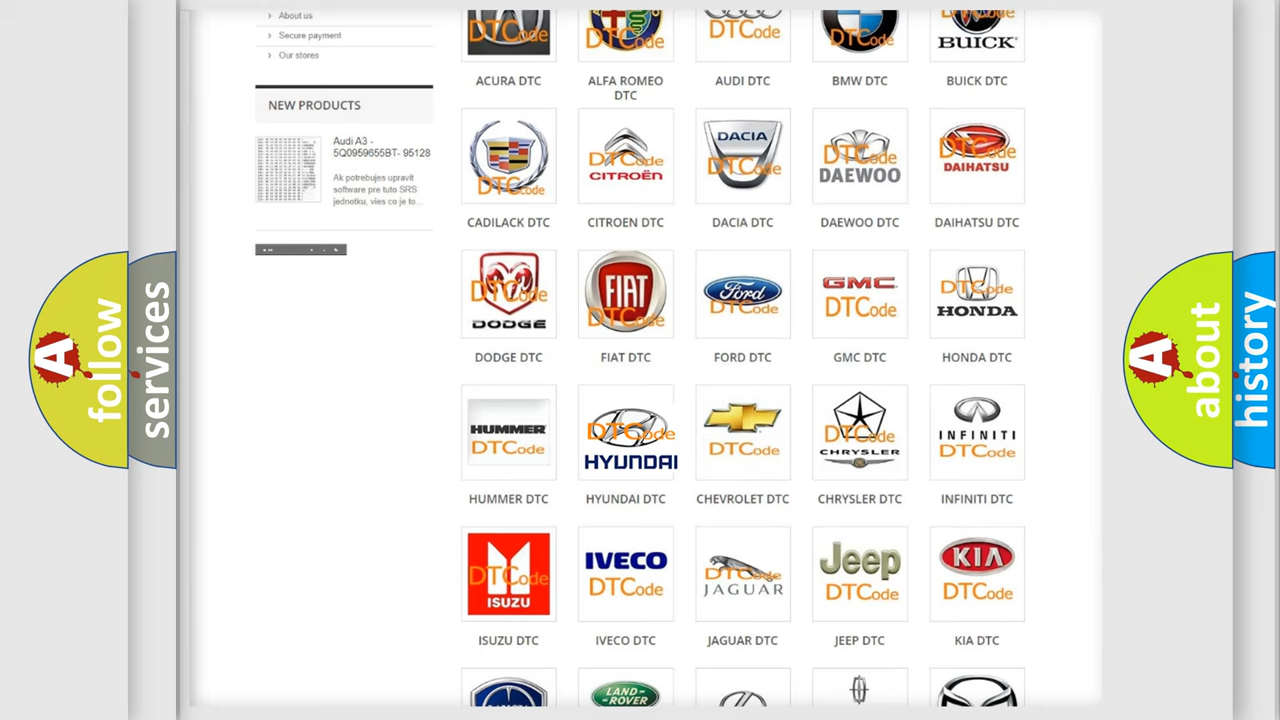 About us
Secure payment
Our stores
NEW PRODUCTS
Audi A3 -
5Q0959655BT- 95128
Ak potrebujes upravit
software pre tuto SRS
jednotku, vies co je to...
DTCode DTCode DTCode DTCode BUICK
ACURA DTC ALFA ROMEO DTC AUDI DTC BMW DTC BUICK DTC
DTCode DTCode CITROËN DACIA DTCode DTCode DAEWOO DTCode DAIHATSU
CADILACK DTC CITROEN DTC DACIA DTC DAEWOO DTC DAIHATSU DTC
DTCode DODGE FIAT DTCode Ford DTCode GMC DTCode DTCode HONDA
DODGE DTC FIAT DTC FORD DTC GMC DTC HONDA DTC
HUMMER DTCode DTCode HYUNDAI DTCode DTCode CHRYSLER INFINITI DTCode
HUMMER DTC HYUNDAI DTC CHEVROLET DTC CHRYSLER DTC INFINITI DTC
DTCode ISUZU IVECO DTCode DTCode JAGUAR Jeep DTCode KIA DTCode
ISUZU DTC IVECO DTC JAGUAR DTC JEEP DTC KIA DTC
LAND-ROVER
A
follow
services
A
about
history